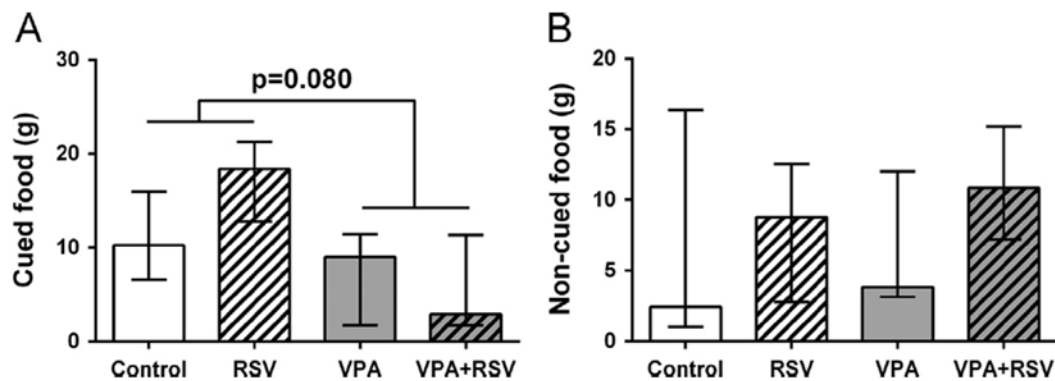 A
Cued food (g)
30
20
10
0
p=0.080
Control RSV VPA VPA+RSV
B
Non-cued food (g)
20
15
10
5
0
Control RSV VPA VPA+RSV